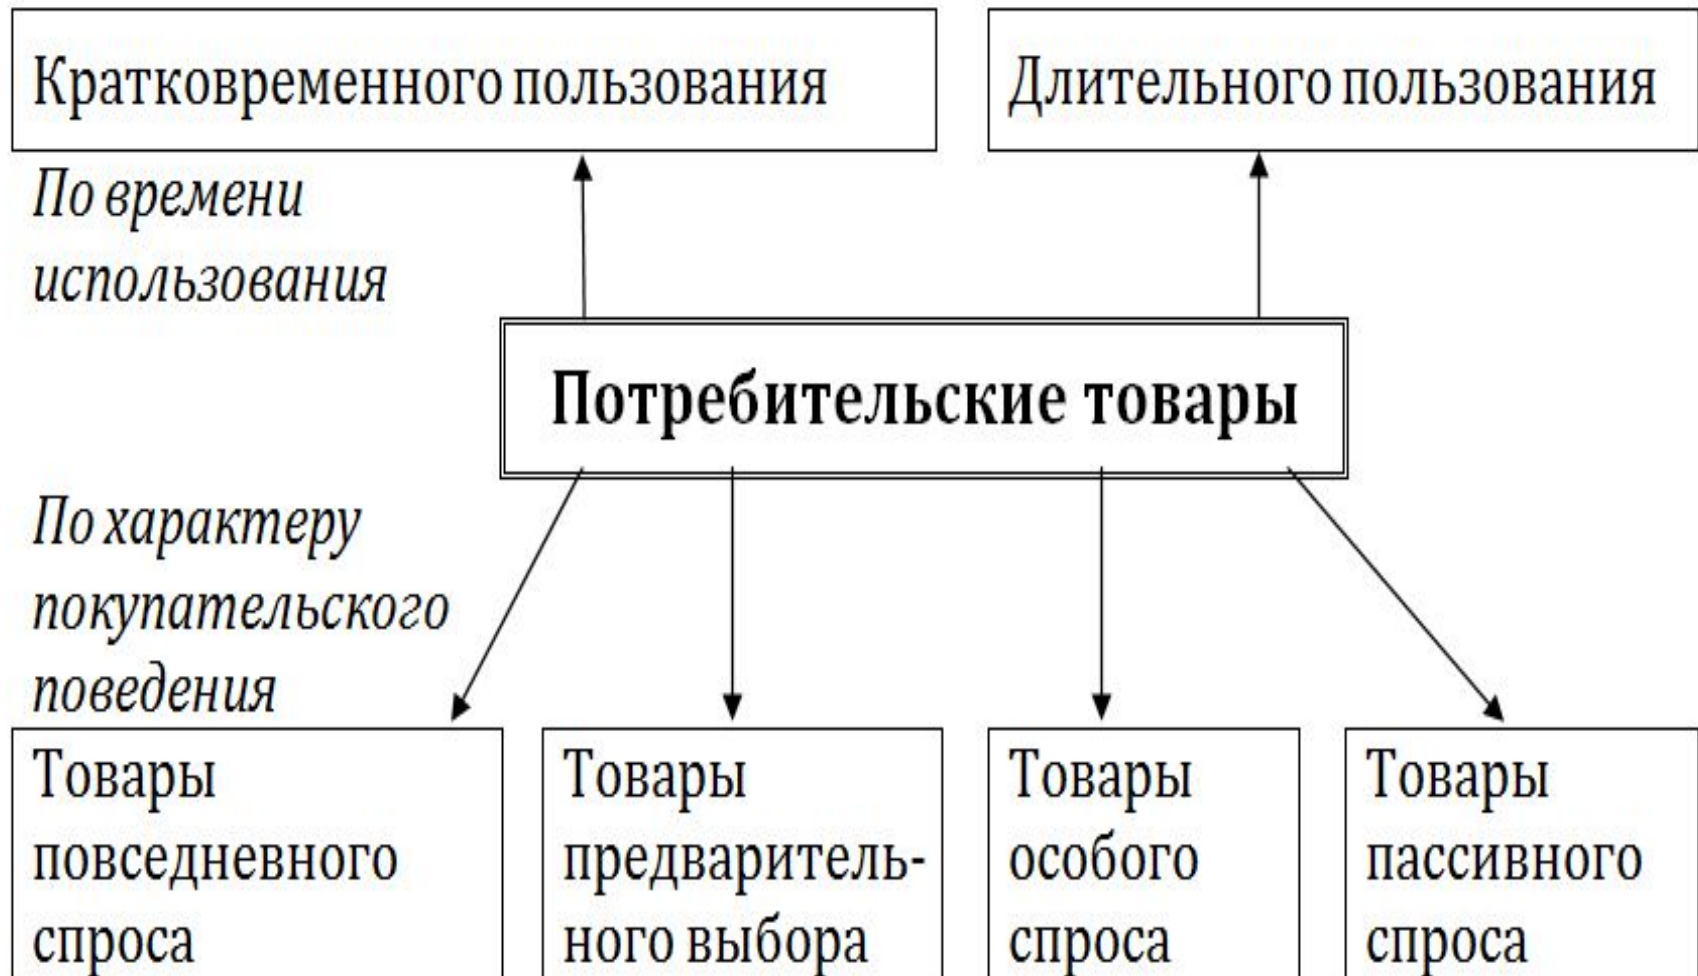 Кратковременного пользования
Длительного пользования
По времени
использования
Потребительские товары
По характеру
покупательского
поведения
Товары
повседневного
спроса
Товары
предваритель-
ного выбора
Товары
особого
спроса
Товары
пассивного
спроса